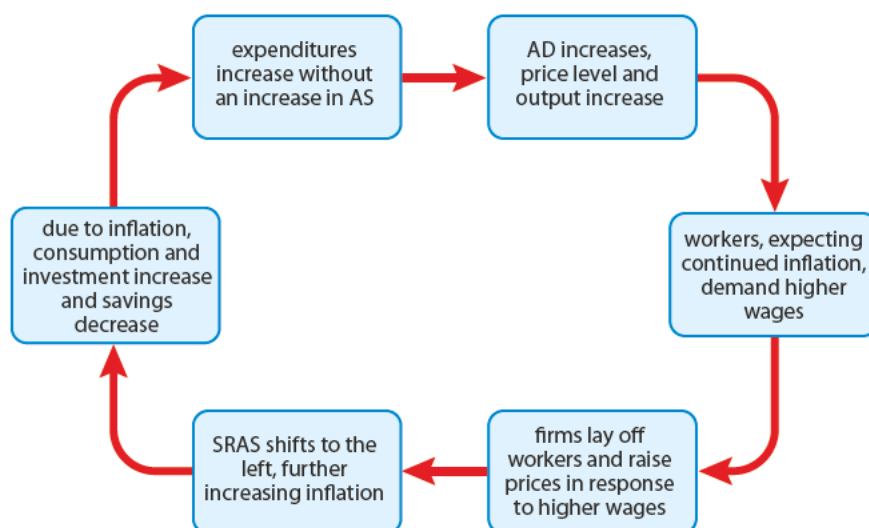 expenditures
increase without
an increase in AS
AD increases,
price level and
output increase
workers, expecting
continued inflation,
demand higher
wages
firms lay off
workers and raise
prices in response
to higher wages
SRAS shifts to the
left, further
increasing inflation
due to inflation,
consumption and
investment increase
and savings
decrease